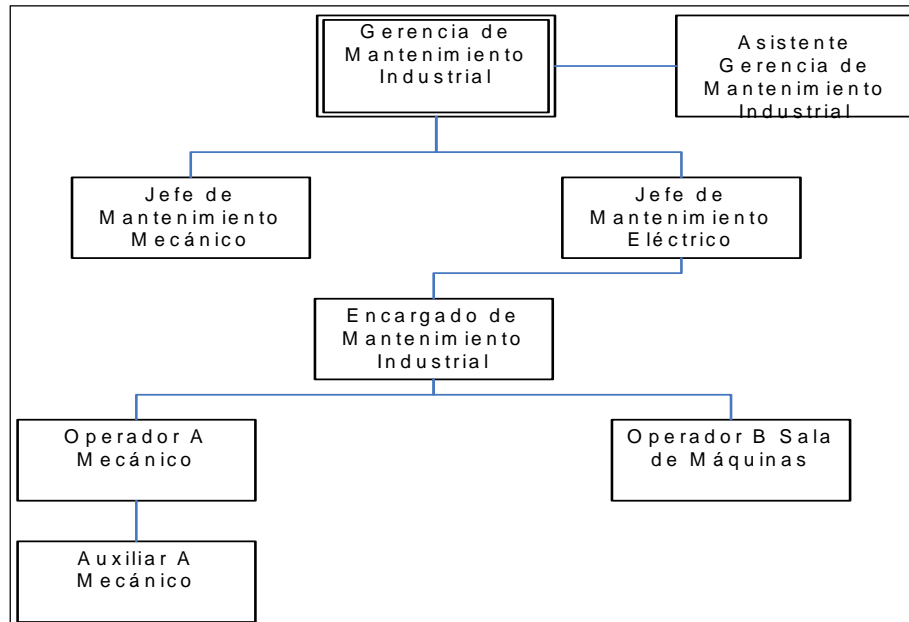 Gerencia de
Mantenimiento
Industrial
Asistente
Gerencia de
Mantenimiento
Industrial
Jefe de
Mantenimiento
Mecánico
Jefe de
Mantenimiento
Eléctrico
Encargado de
Mantenimiento
Industrial
Operador A
Mecánico
Operador B Sala
de Máquinas
Auxiliar A
Mecánico